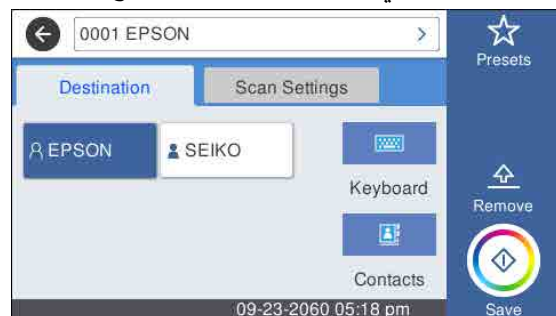 0001 EPSON
Presets
Destination
Scan Settings
EPSON
SEIKO
Keyboard
Remove
Contacts
09-23-2060 05:18 pm
Save